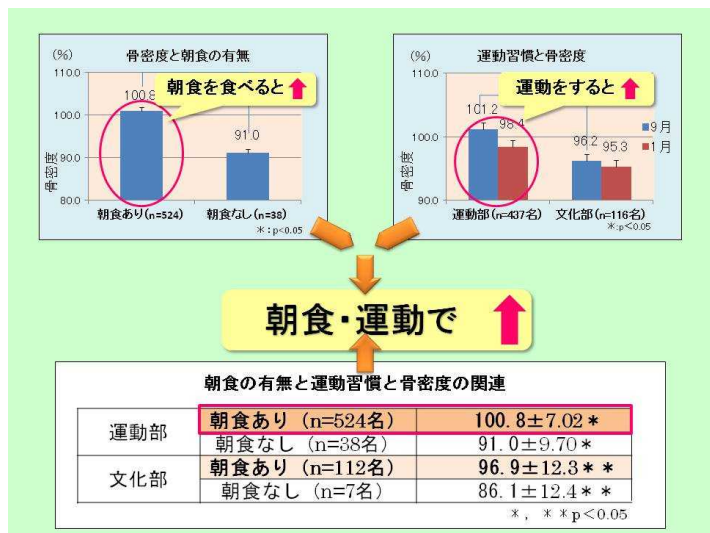 (%)
骨密度と朝食の有無
110.0
100.0
90.0
80.0
骨密度
100.8
91.0
朝食を食べると
朝食あり(n=524)
朝食なし(n=38)
*:p<0.05
(%)
運動習慣と骨密度
110.0
100.0
90.0
骨密度
101.2
98.4
96.2
95.3
運動をすると
9月
1月
運動部(n=437名)
文化部(n=116名)
*:p<0.05
朝食・運動で
朝食の有無と運動習慣と骨密度の関連
運動部
朝食あり (n=524名) 100.8±7.02*
朝食なし (n=38名) 91.0±9.70*
文化部
朝食あり (n=112名) 96.9±12.3**
朝食なし (n=7名) 86.1±12.4**
*, **p<0.05